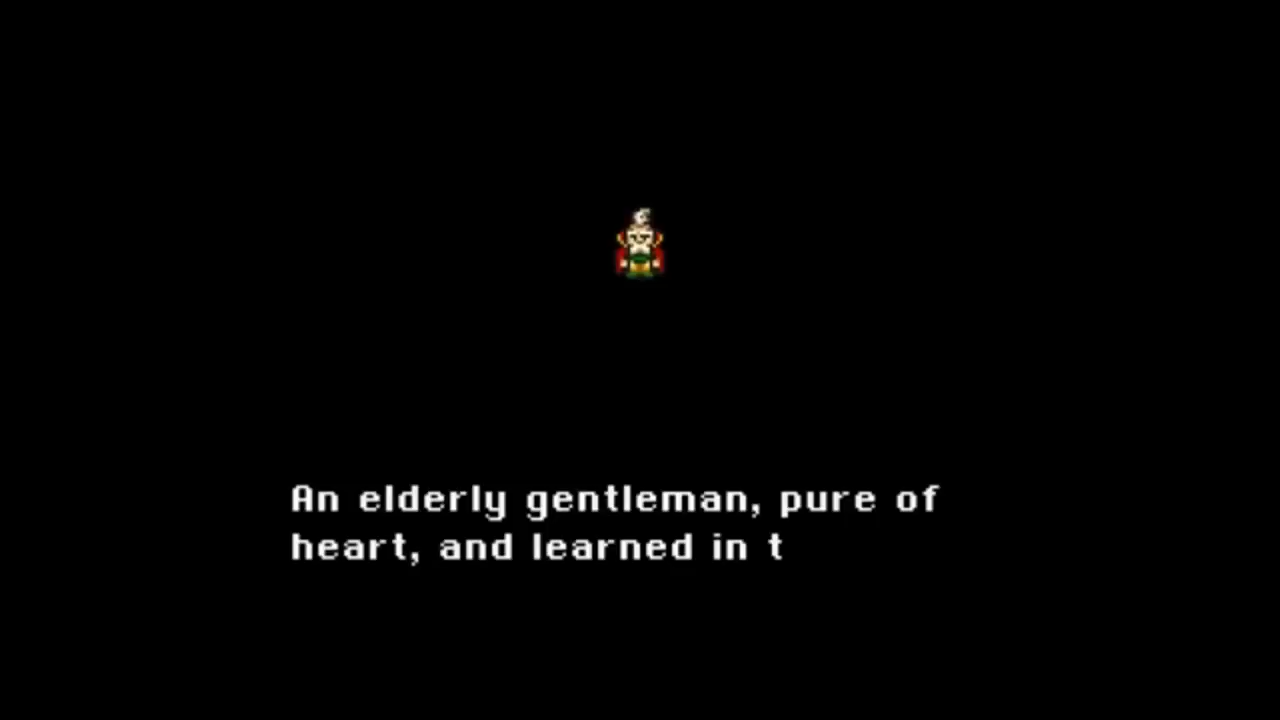 An elderly gentleman, pure of
heart, and learned in t